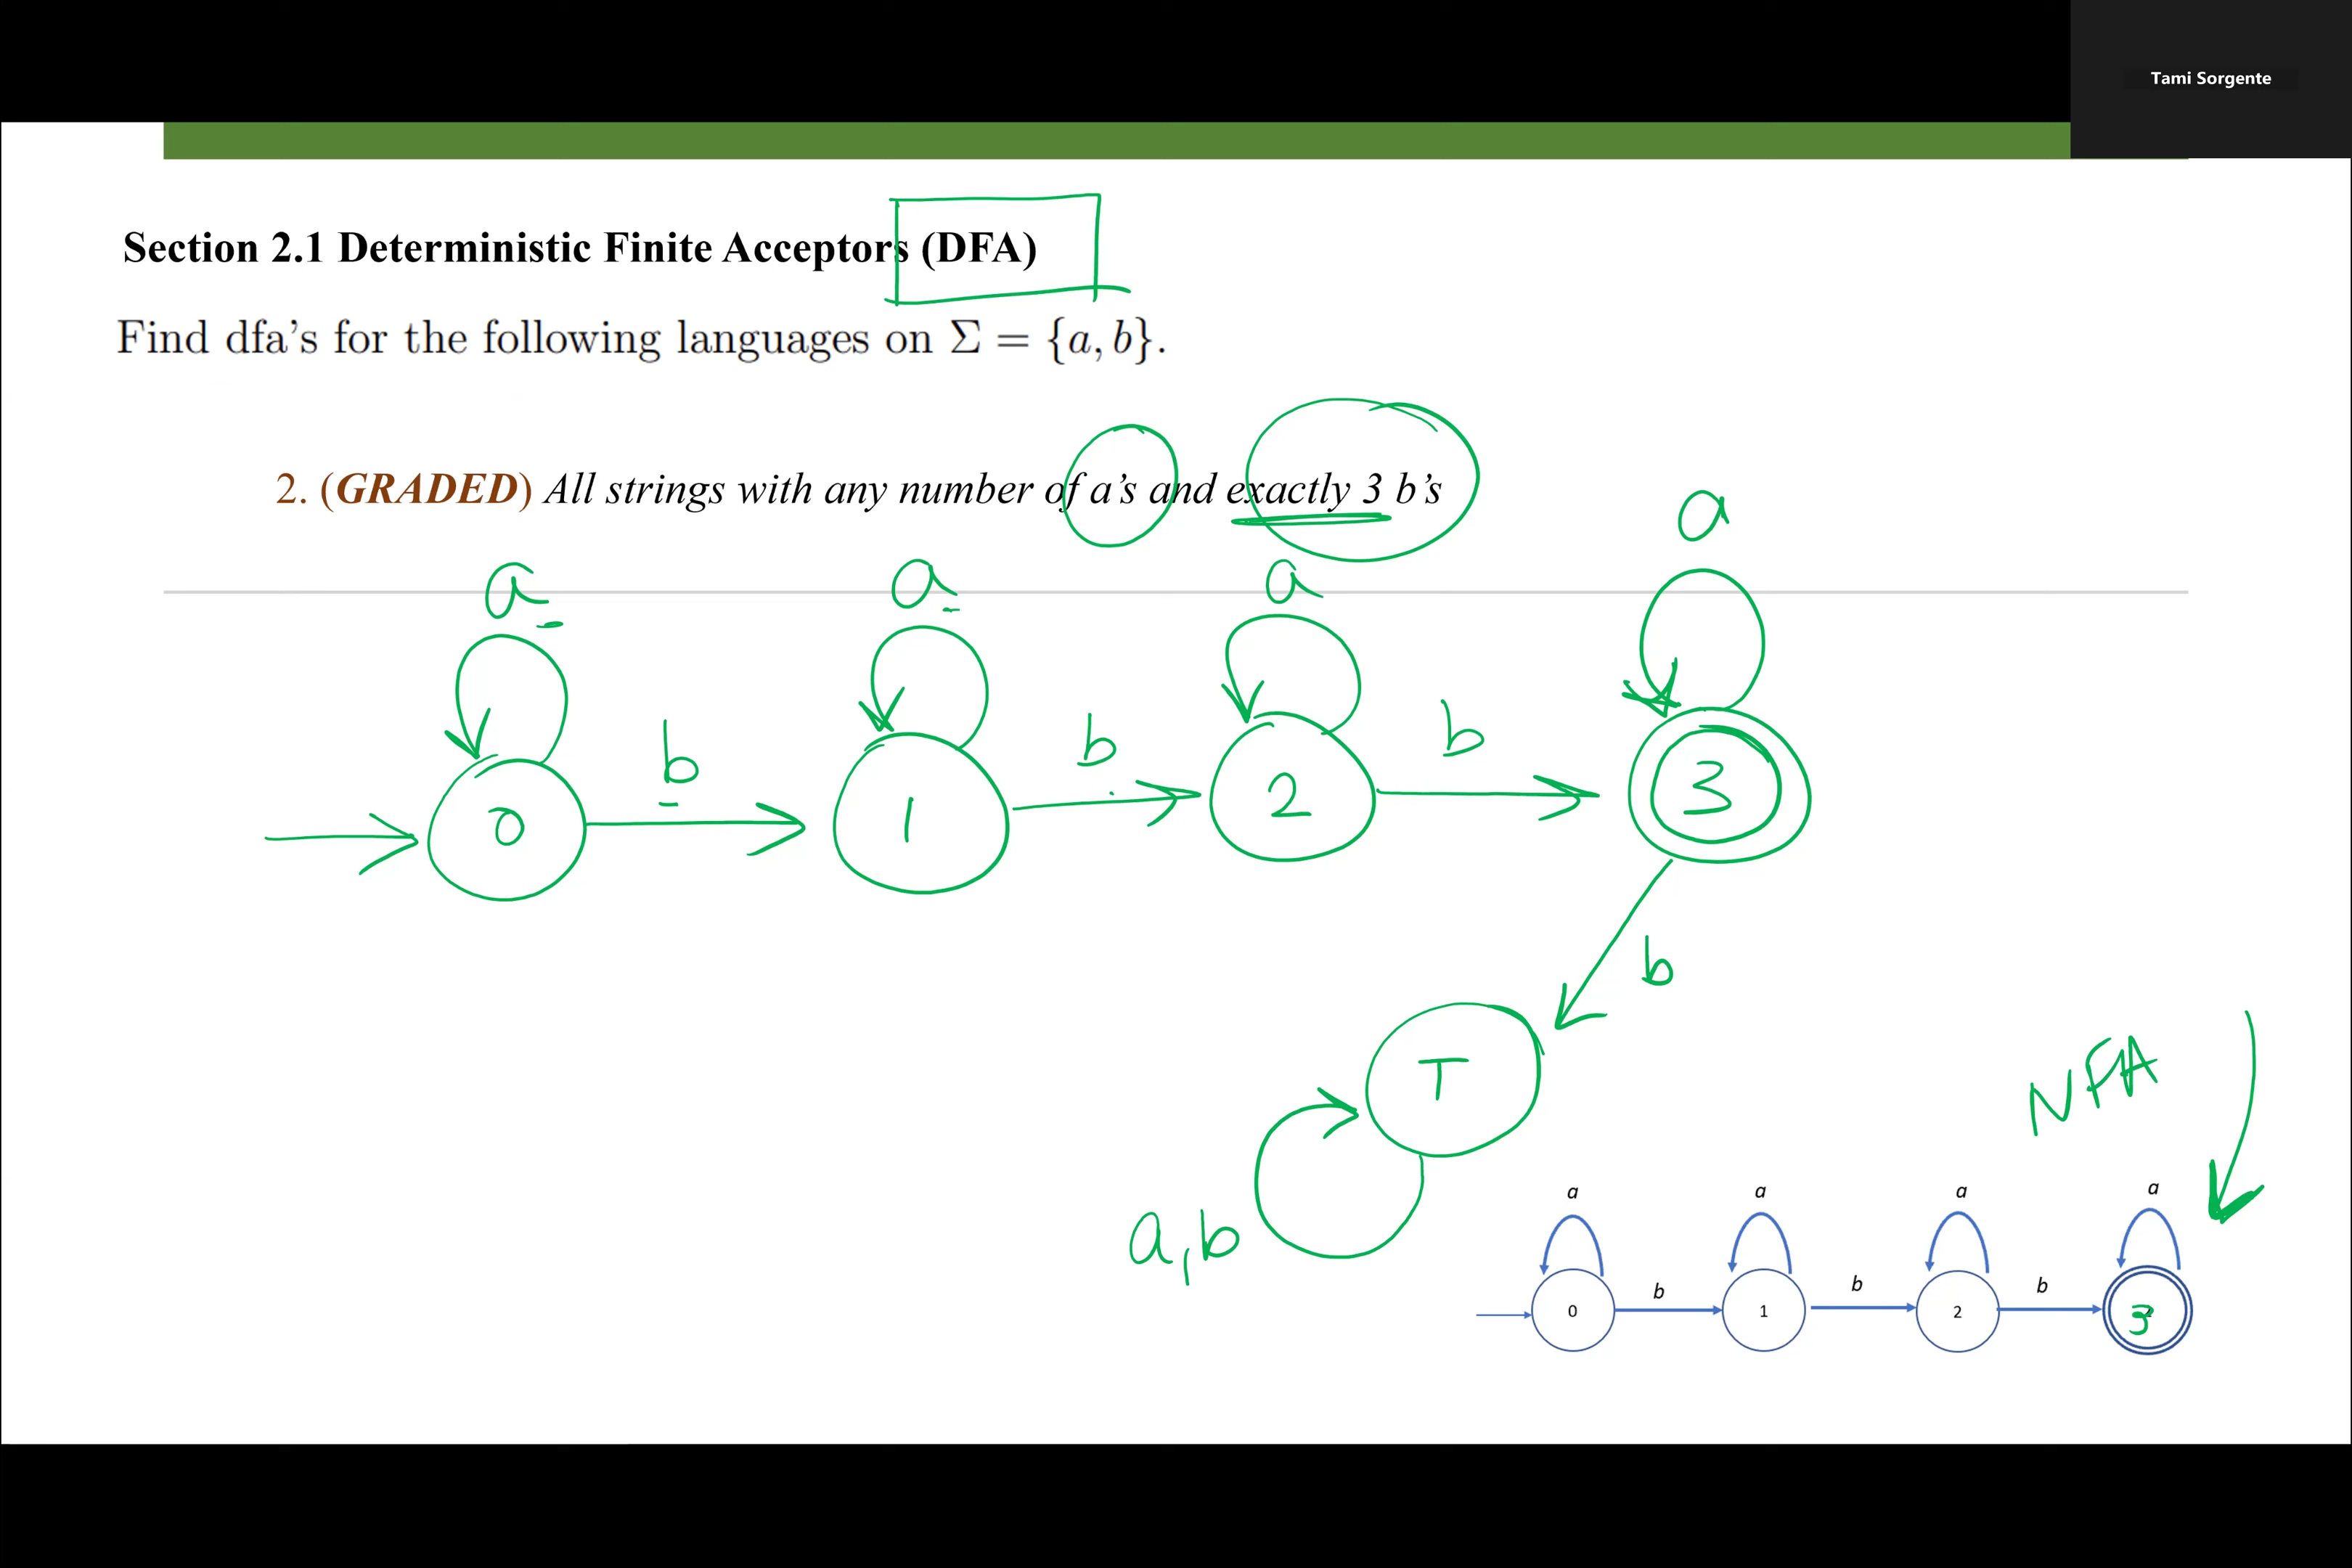 Tami Sorgente
Section 2.1 Deterministic Finite Acceptors (DFA)
Find dfa's for the following languages on Σ = {a, b}.
2. (GRADED) All strings with any number of a's and exactly 3 b's
a a a a
b b b
0 1 2 3
b
T
a,b
NFA
a a a a
b b b
0 1 2 3